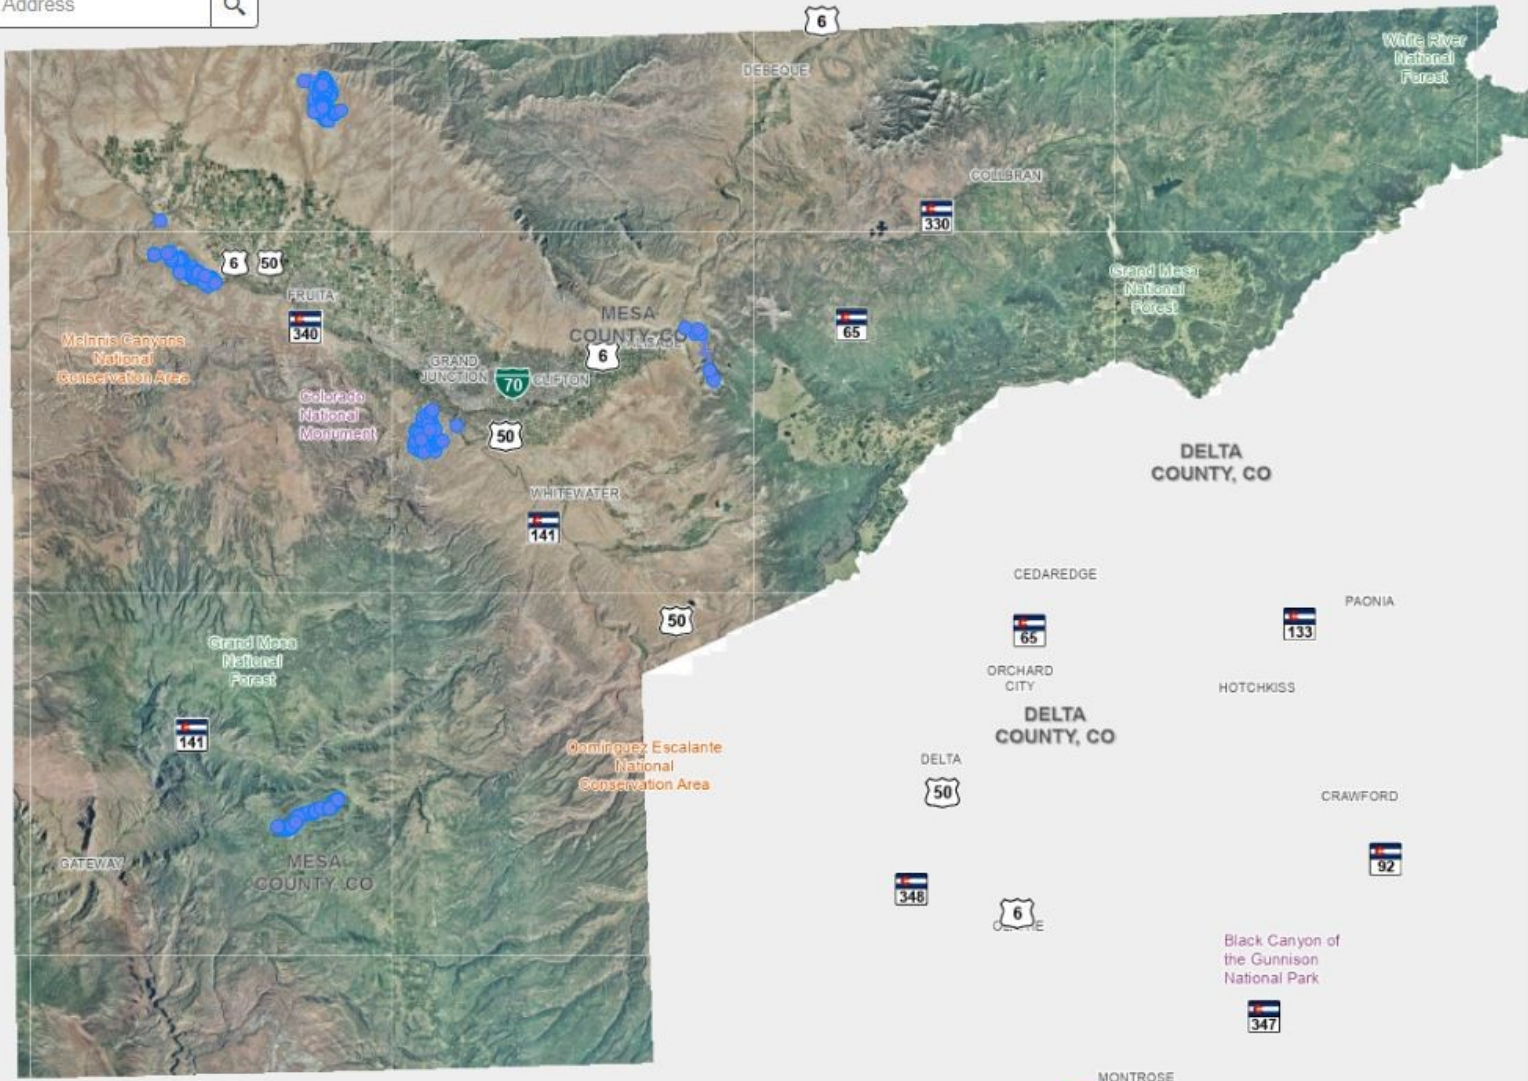 Address
6
White River
National
Forest
DEBEQUE
COLLBRAN
330
6
50
Grand Mesa
National
Forest
FRUITA
340
MESA
COUNTY, CO
65
McInnis Canyons
National
Conservation Area
6
GRAND
JUNCTION
70
CLIFTON
Colorado
National
Monument
50
DELTA
COUNTY, CO
WHITEWATER
141
CEDAREDGE
PAONIA
50
65
133
Grand Mesa
National
Forest
ORCHARD
CITY
HOTCHKISS
DELTA
COUNTY, CO
141
Dominguez Escalante
National
Conservation Area
DELTA
50
CRAWFORD
GATEWAY
MESA
COUNTY, CO
92
348
6
Black Canyon of
the Gunnison
National Park
347
MONTROSE